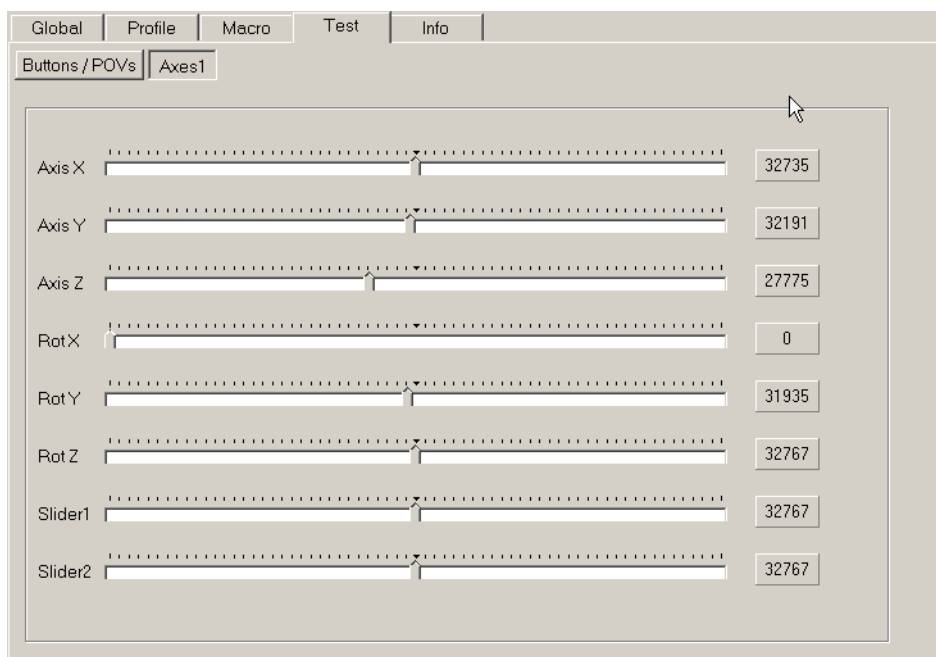 Global Profile Macro Test Info
Buttons / POVs Axes1
Axis X 32735
Axis Y 32191
Axis Z 27775
Rot X 0
Rot Y 31935
Rot Z 32767
Slider1 32767
Slider2 32767